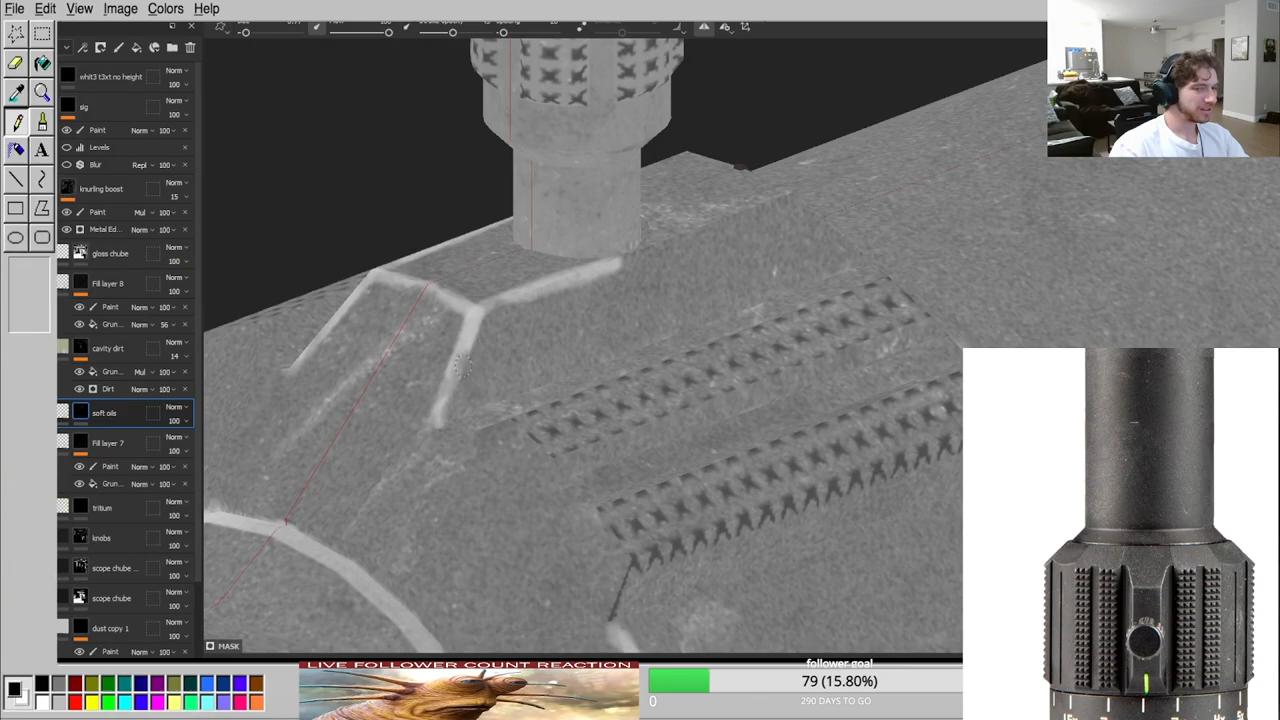 File Edit View Image Colors Help
whit3 t3xt no height Norm 100
sig Norm 100
Paint Norm 100
Levels
Blur Repl 100
knurling boost Norm 15
Paint Mul 100
Metal Ed... Norm 100
gloss chube Norm 100
Fill layer 8 Norm 100
Paint Norm 100
Grun... Norm 56
cavity dirt Norm 14
Grun... Mul 100
Dirt Norm 100
soft oils Norm 100
Fill layer 7 Norm 100
Paint Norm 100
Grun... Norm 100
tritium Norm 100
knobs Norm 100
scope chube ... Norm 100
scope chube Norm 100
dust copy 1 Norm 100
Paint Norm 100
MASK
LIVE FOLLOWER COUNT REACTION
follower goal
79 (15.80%)
0
290 DAYS TO GO